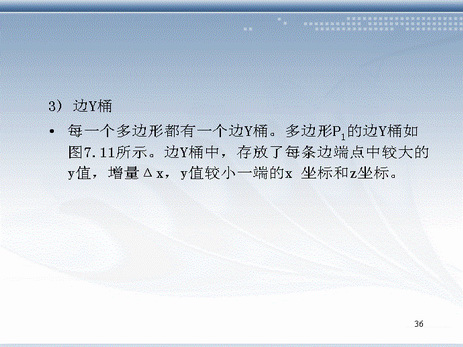 3) 边Y桶
• 每一个多边形都有一个边Y桶。多边形P1的边Y桶如
图7.11所示。边Y桶中，存放了每条边端点中较大的
y值，增量Δx，y值较小一端的x 坐标和z坐标。
36